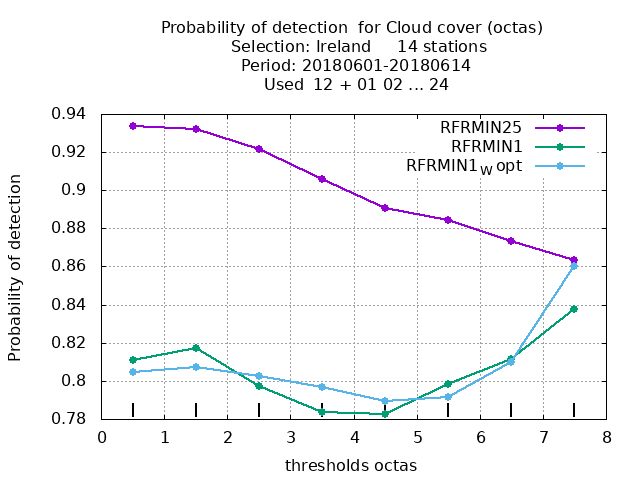 Probability of detection  for Cloud cover (octas)
Selection: Ireland     14 stations
Period: 20180601-20180614
Used  12 + 01 02 ... 24
RFRMIN25
RFRMIN1
RFRMIN1W opt
0.94
0.92
0.9
0.88
0.86
0.84
0.82
0.8
0.78
Probability of detection
0 1 2 3 4 5 6 7 8
thresholds octas